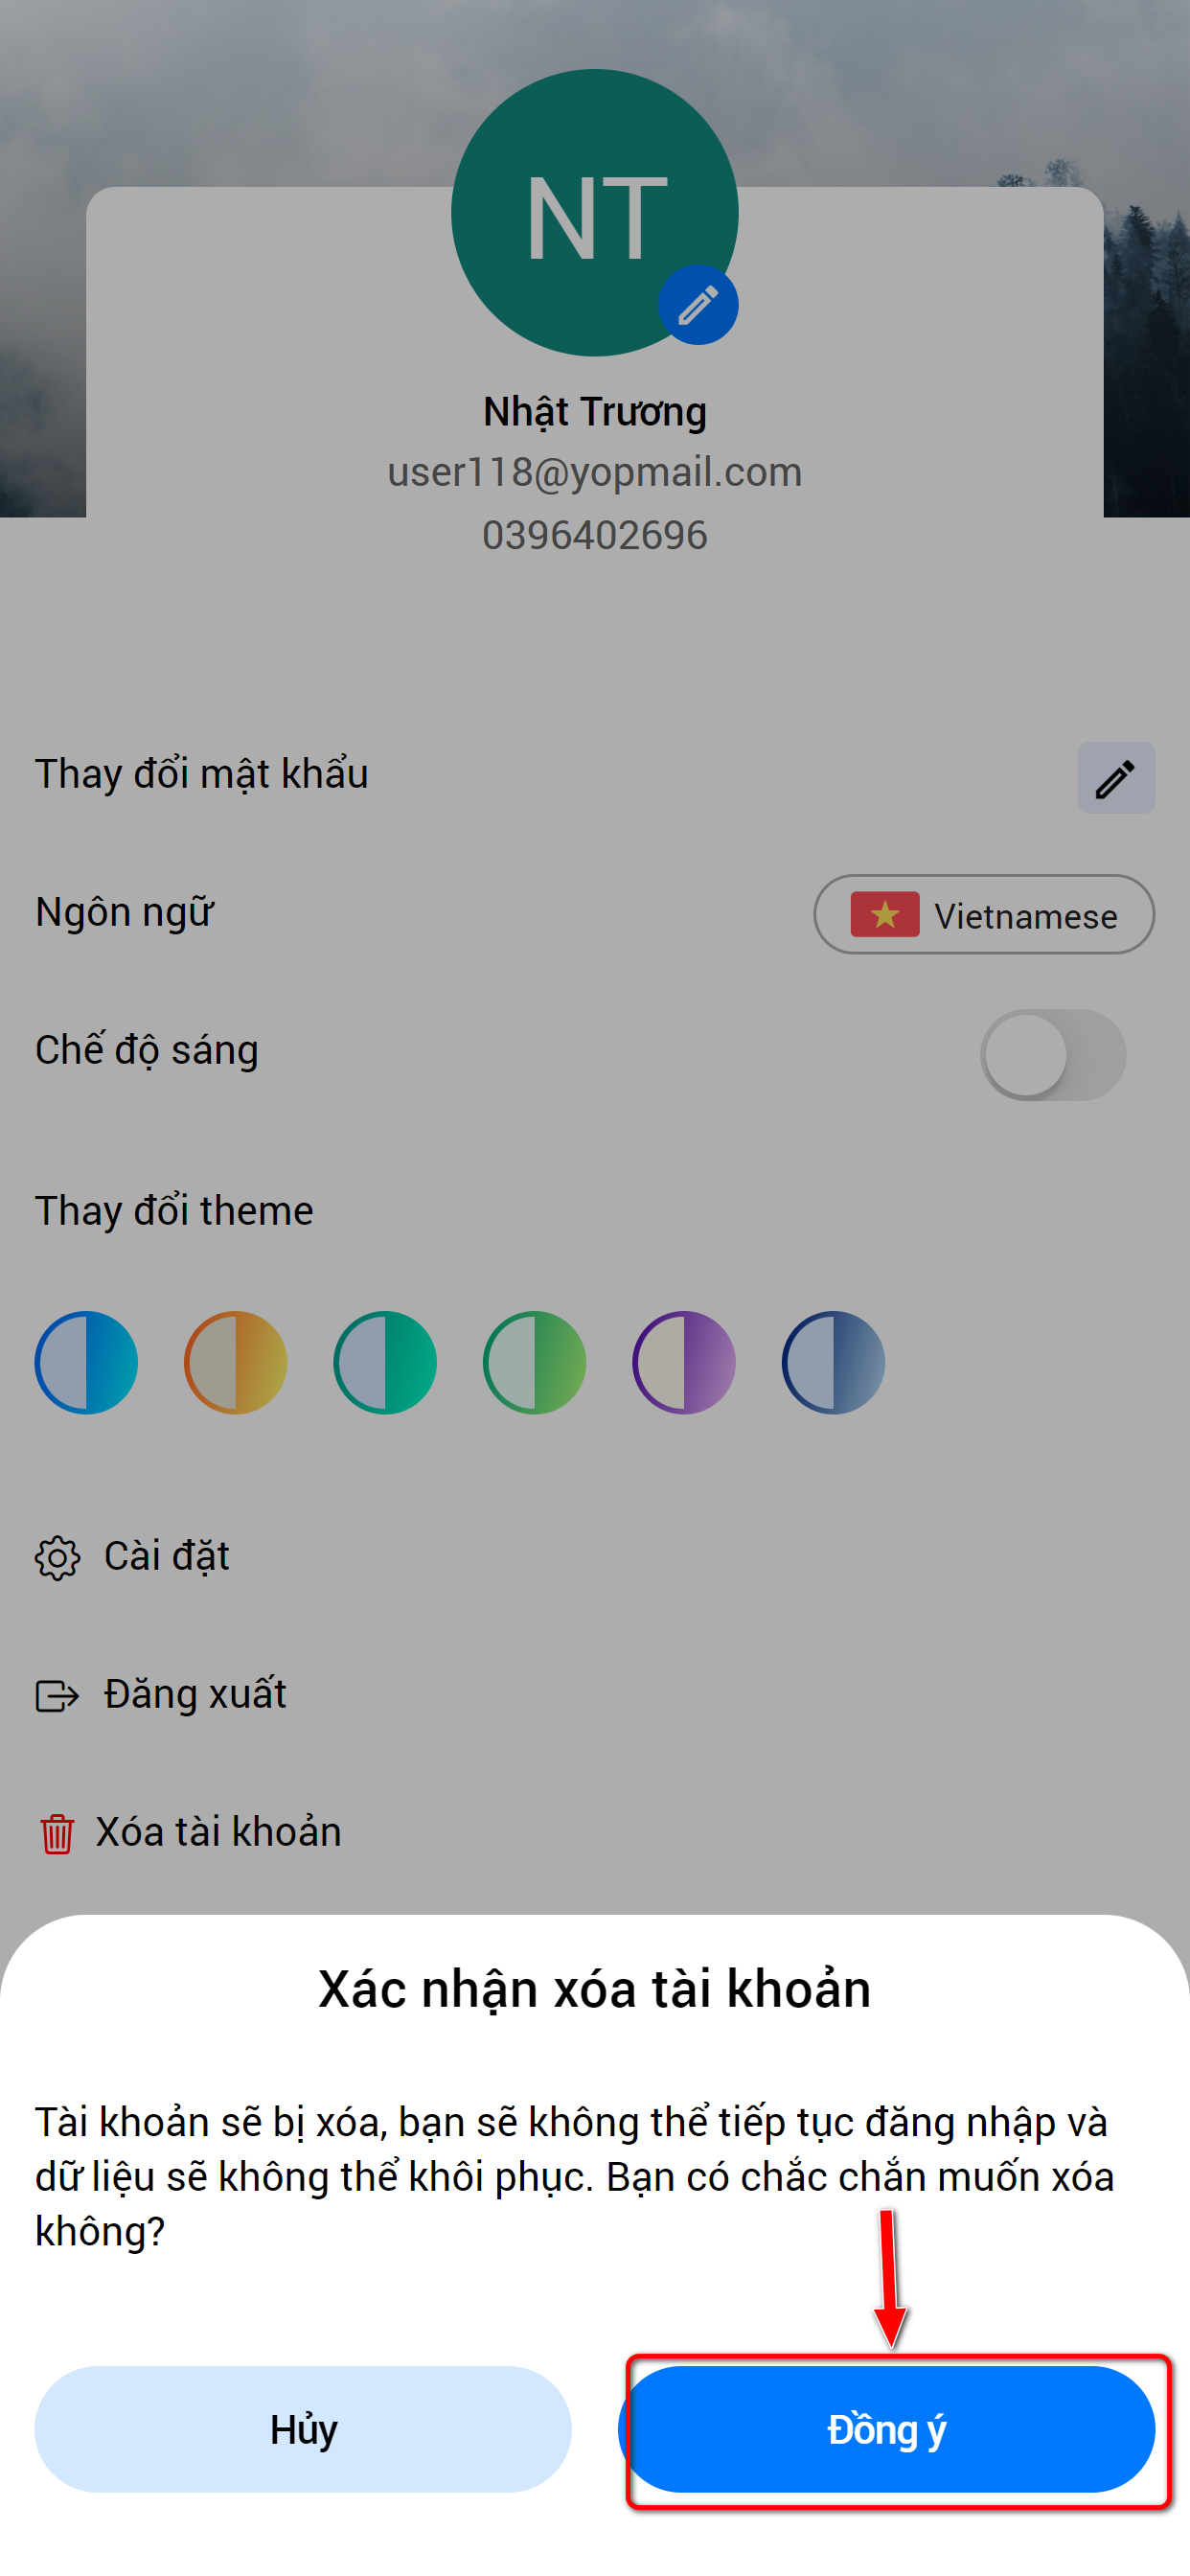 NT
Nhật Trương
user118@yopmail.com
0396402696
Thay đổi mật khẩu
Ngôn ngữ
Vietnamese
Chế độ sáng
Thay đổi theme
Cài đặt
Đăng xuất
Xóa tài khoản
Xác nhận xóa tài khoản
Tài khoản sẽ bị xóa, bạn sẽ không thể tiếp tục đăng nhập và
dữ liệu sẽ không thể khôi phục. Bạn có chắc chắn muốn xóa
không?
Hủy
Đồng ý